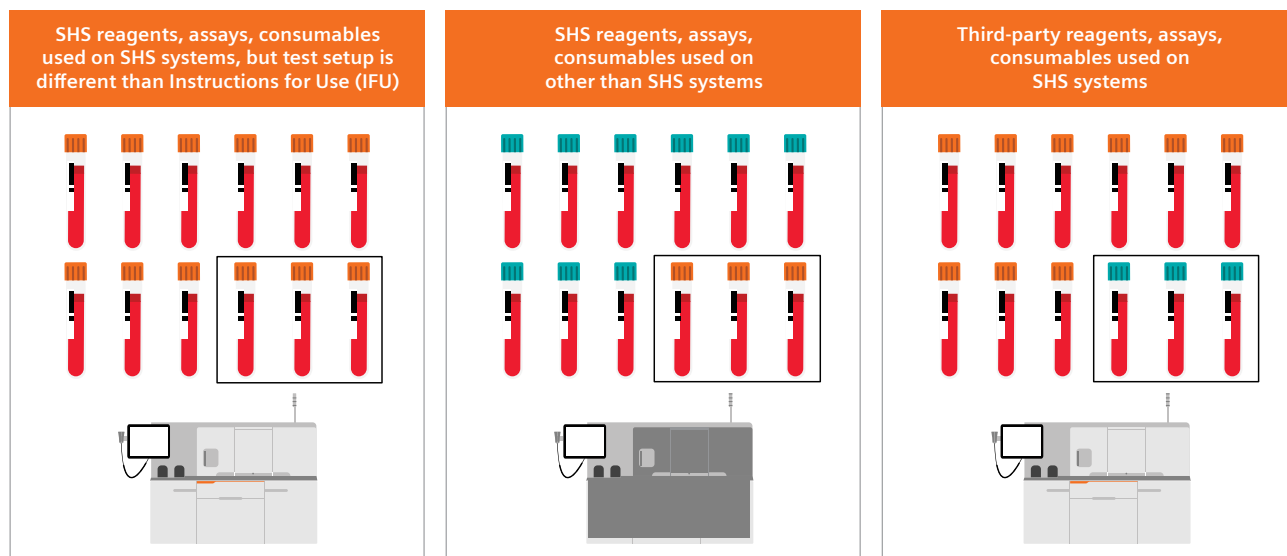 SHS reagents, assays, consumables
used on SHS systems, but test setup is
different than Instructions for Use (IFU)
SHS reagents, assays,
consumables used on
other than SHS systems
Third-party reagents, assays,
consumables used on
SHS systems